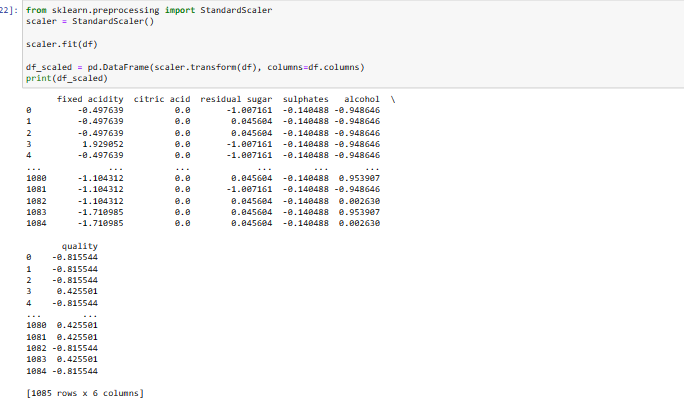 22]: from sklearn.preprocessing import StandardScaler
scaler = StandardScaler()
scaler.fit(df)
df_scaled = pd.DataFrame(scaler.transform(df), columns=df.columns)
print(df_scaled)
fixed acidity citric acid residual sugar sulphates alcohol \
0 -0.497639 0.0 -1.007161 -0.140488 -0.948646
1 -0.497639 0.0 0.045604 -0.140488 -0.948646
2 -0.497639 0.0 0.045604 -0.140488 -0.948646
3 1.929052 0.0 -1.007161 -0.140488 -0.948646
4 -0.497639 0.0 -1.007161 -0.140488 -0.948646
... ... ... ... ... ...
1080 -1.104312 0.0 0.045604 -0.140488 0.953907
1081 -1.104312 0.0 -1.007161 -0.140488 -0.948646
1082 -1.104312 0.0 0.045604 -0.140488 0.002630
1083 -1.710985 0.0 0.045604 -0.140488 0.953907
1084 -1.710985 0.0 0.045604 -0.140488 0.002630
quality
0 -0.815544
1 -0.815544
2 -0.815544
3 0.425501
4 -0.815544
... ...
1080 0.425501
1081 0.425501
1082 -0.815544
1083 0.425501
1084 -0.815544
[1085 rows x 6 columns]